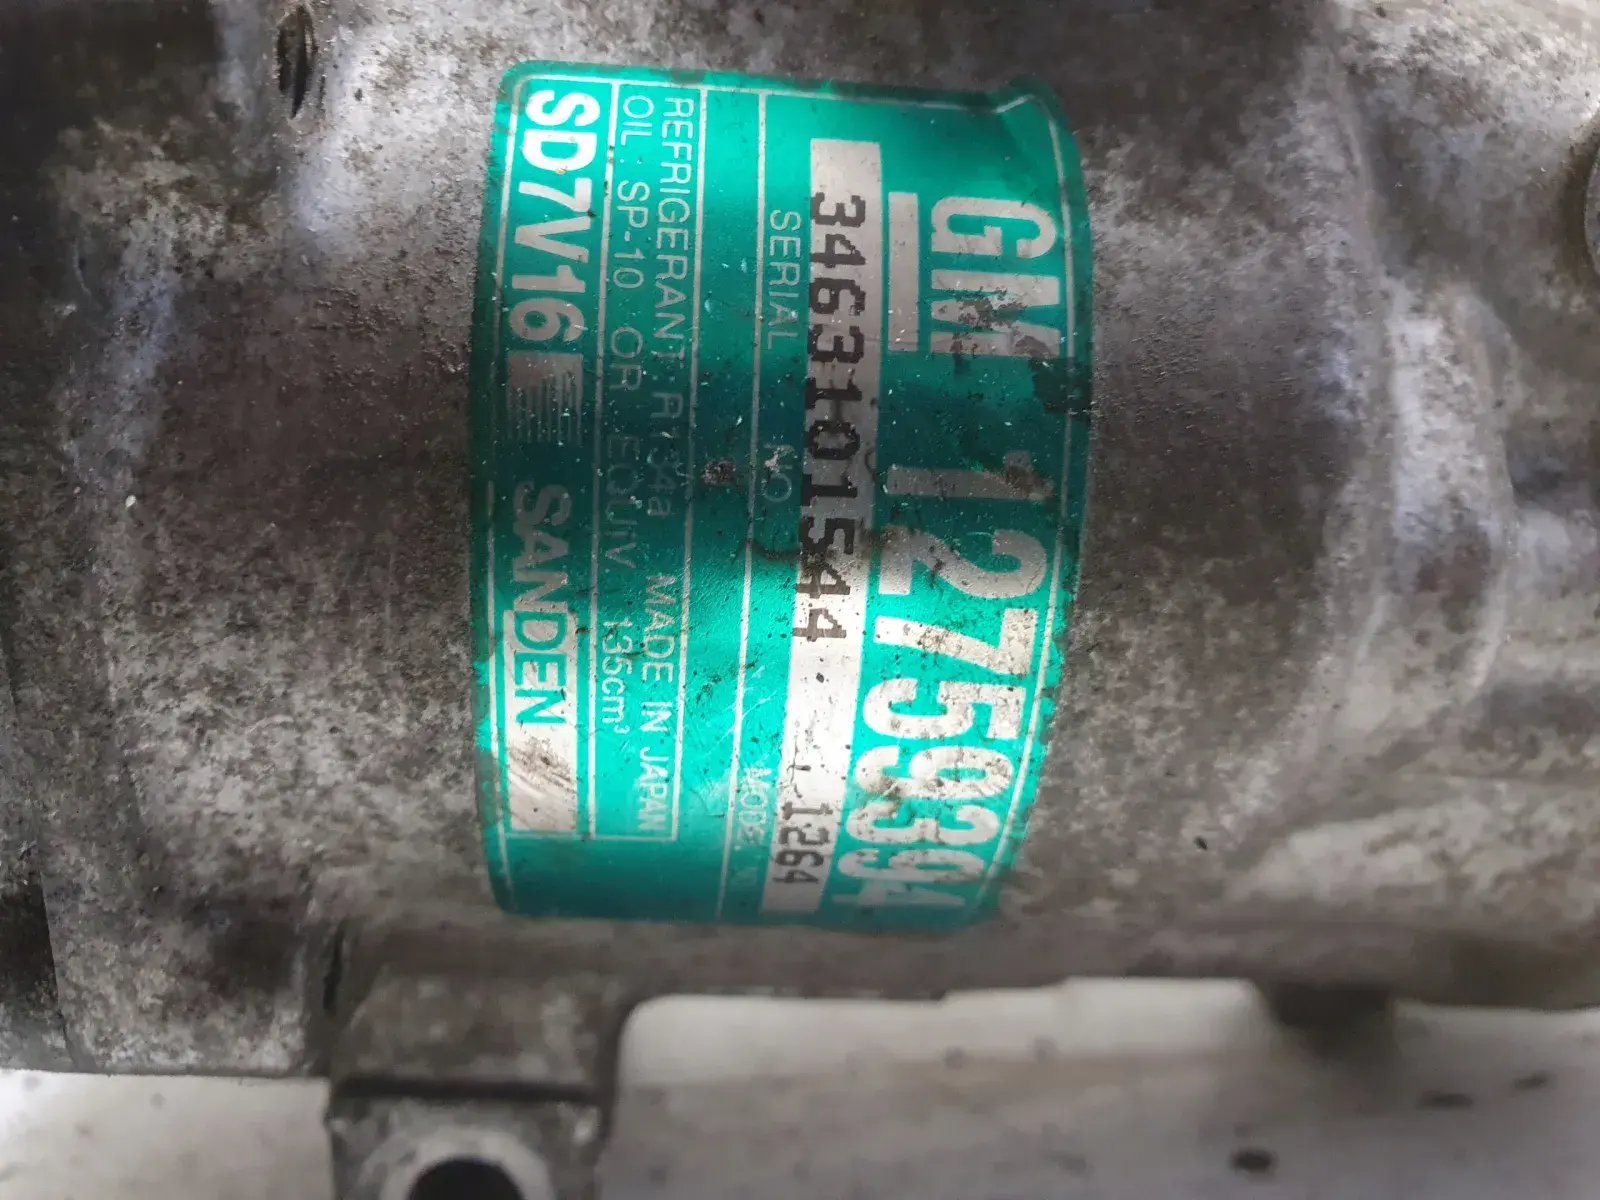 GM 12759394
3463101544 1264
SERIAL NO. MODEL
REFRIGERANT:R134a MADE IN JAPAN
OIL : SP-10 OR EQUIV 135cm³
SD7V16 SANDEN